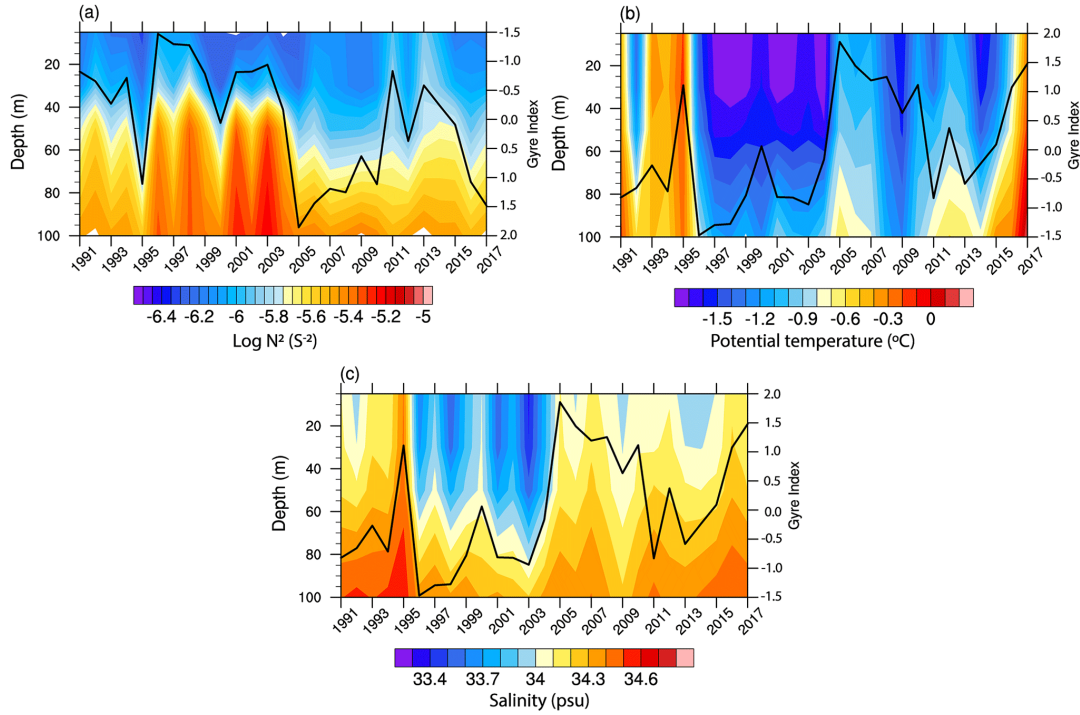 (a)
20
40
60
80
100
Depth (m)
-1.5
-1.0
-0.5
0.0
0.5
1.0
1.5
2.0
Gyre Index
1991 1993 1995 1997 1999 2001 2003 2005 2007 2009 2011 2013 2015 2017
-6.4 -6.2 -6 -5.8 -5.6 -5.4 -5.2 -5
Log N² (S⁻²)
(b)
20
40
60
80
100
Depth (m)
2.0
1.5
1.0
0.5
0.0
-0.5
-1.0
-1.5
Gyre Index
1991 1993 1995 1997 1999 2001 2003 2005 2007 2009 2011 2013 2015 2017
-1.5 -1.2 -0.9 -0.6 -0.3 0
Potential temperature (ºC)
(c)
20
40
60
80
100
Depth (m)
2.0
1.5
1.0
0.5
0.0
-0.5
-1.0
-1.5
Gyre Index
1991 1993 1995 1997 1999 2001 2003 2005 2007 2009 2011 2013 2015 2017
33.4 33.7 34 34.3 34.6
Salinity (psu)